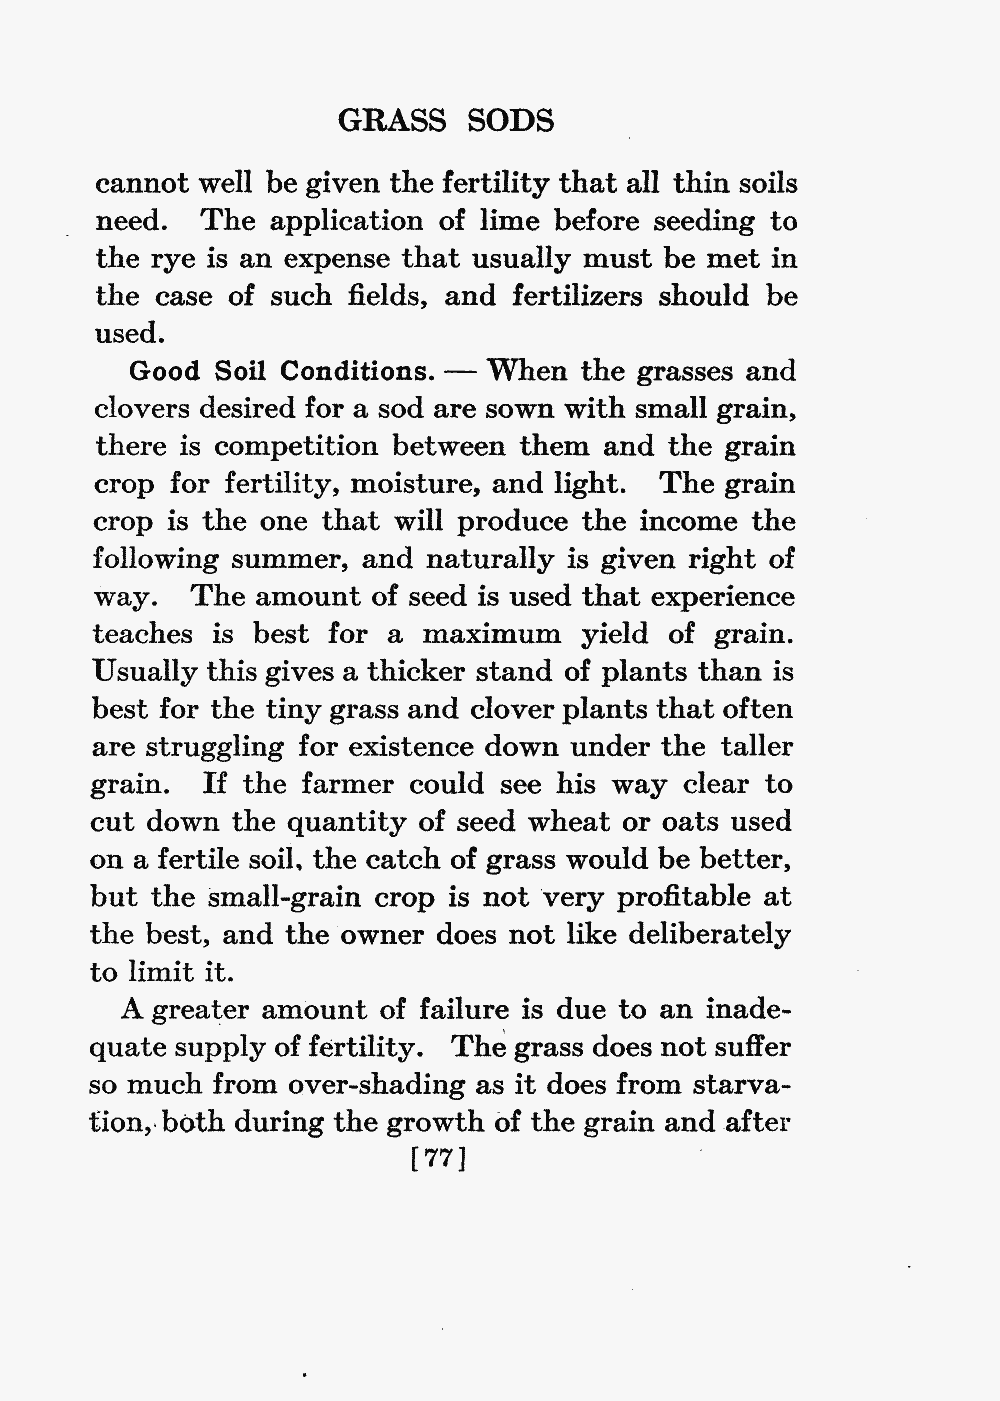 GRASS SODS
cannot well be given the fertility that all thin soils
need. The application of lime before seeding to
the rye is an expense that usually must be met in
the case of such fields, and fertilizers should be
used.
Good Soil Conditions. — When the grasses and
clovers desired for a sod are sown with small grain,
there is competition between them and the grain
crop for fertility, moisture, and light. The grain
crop is the one that will produce the income the
following summer, and naturally is given right of
way. The amount of seed is used that experience
teaches is best for a maximum yield of grain.
Usually this gives a thicker stand of plants than is
best for the tiny grass and clover plants that often
are struggling for existence down under the taller
grain. If the farmer could see his way clear to
cut down the quantity of seed wheat or oats used
on a fertile soil, the catch of grass would be better,
but the small-grain crop is not very profitable at
the best, and the owner does not like deliberately
to limit it.
A greater amount of failure is due to an inade-
quate supply of fertility. The grass does not suffer
so much from over-shading as it does from starva-
tion, both during the growth of the grain and after
[77]